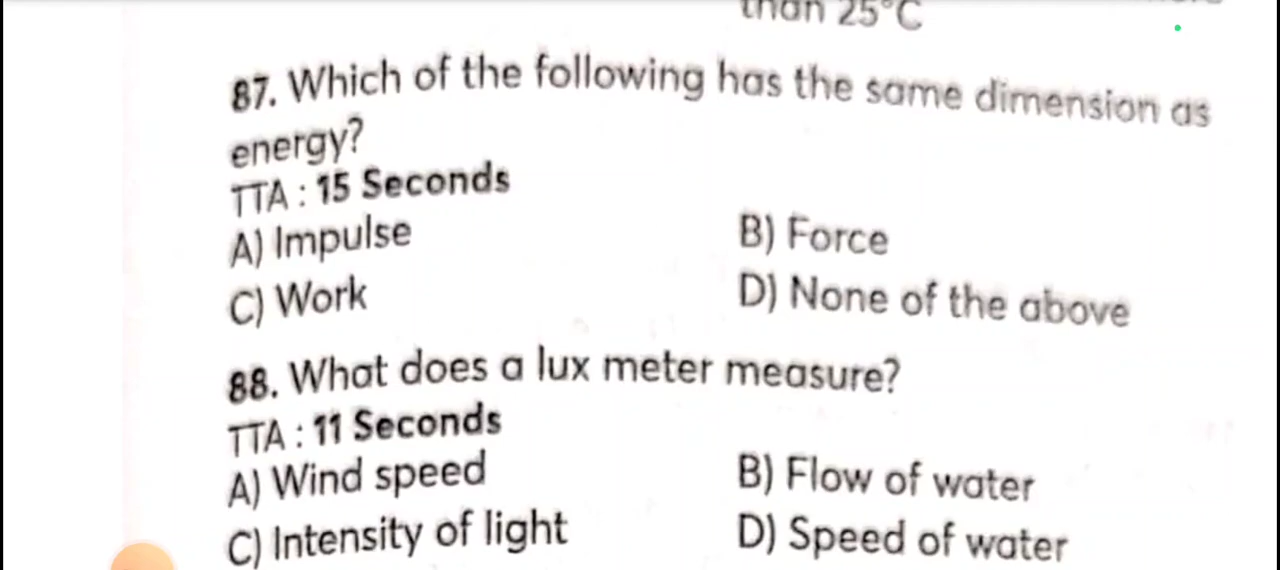 than 25°C
87. Which of the following has the same dimension as
energy?
TTA : 15 Seconds
A) Impulse B) Force
C) Work D) None of the above
88. What does a lux meter measure?
TTA : 11 Seconds
A) Wind speed B) Flow of water
C) Intensity of light D) Speed of water